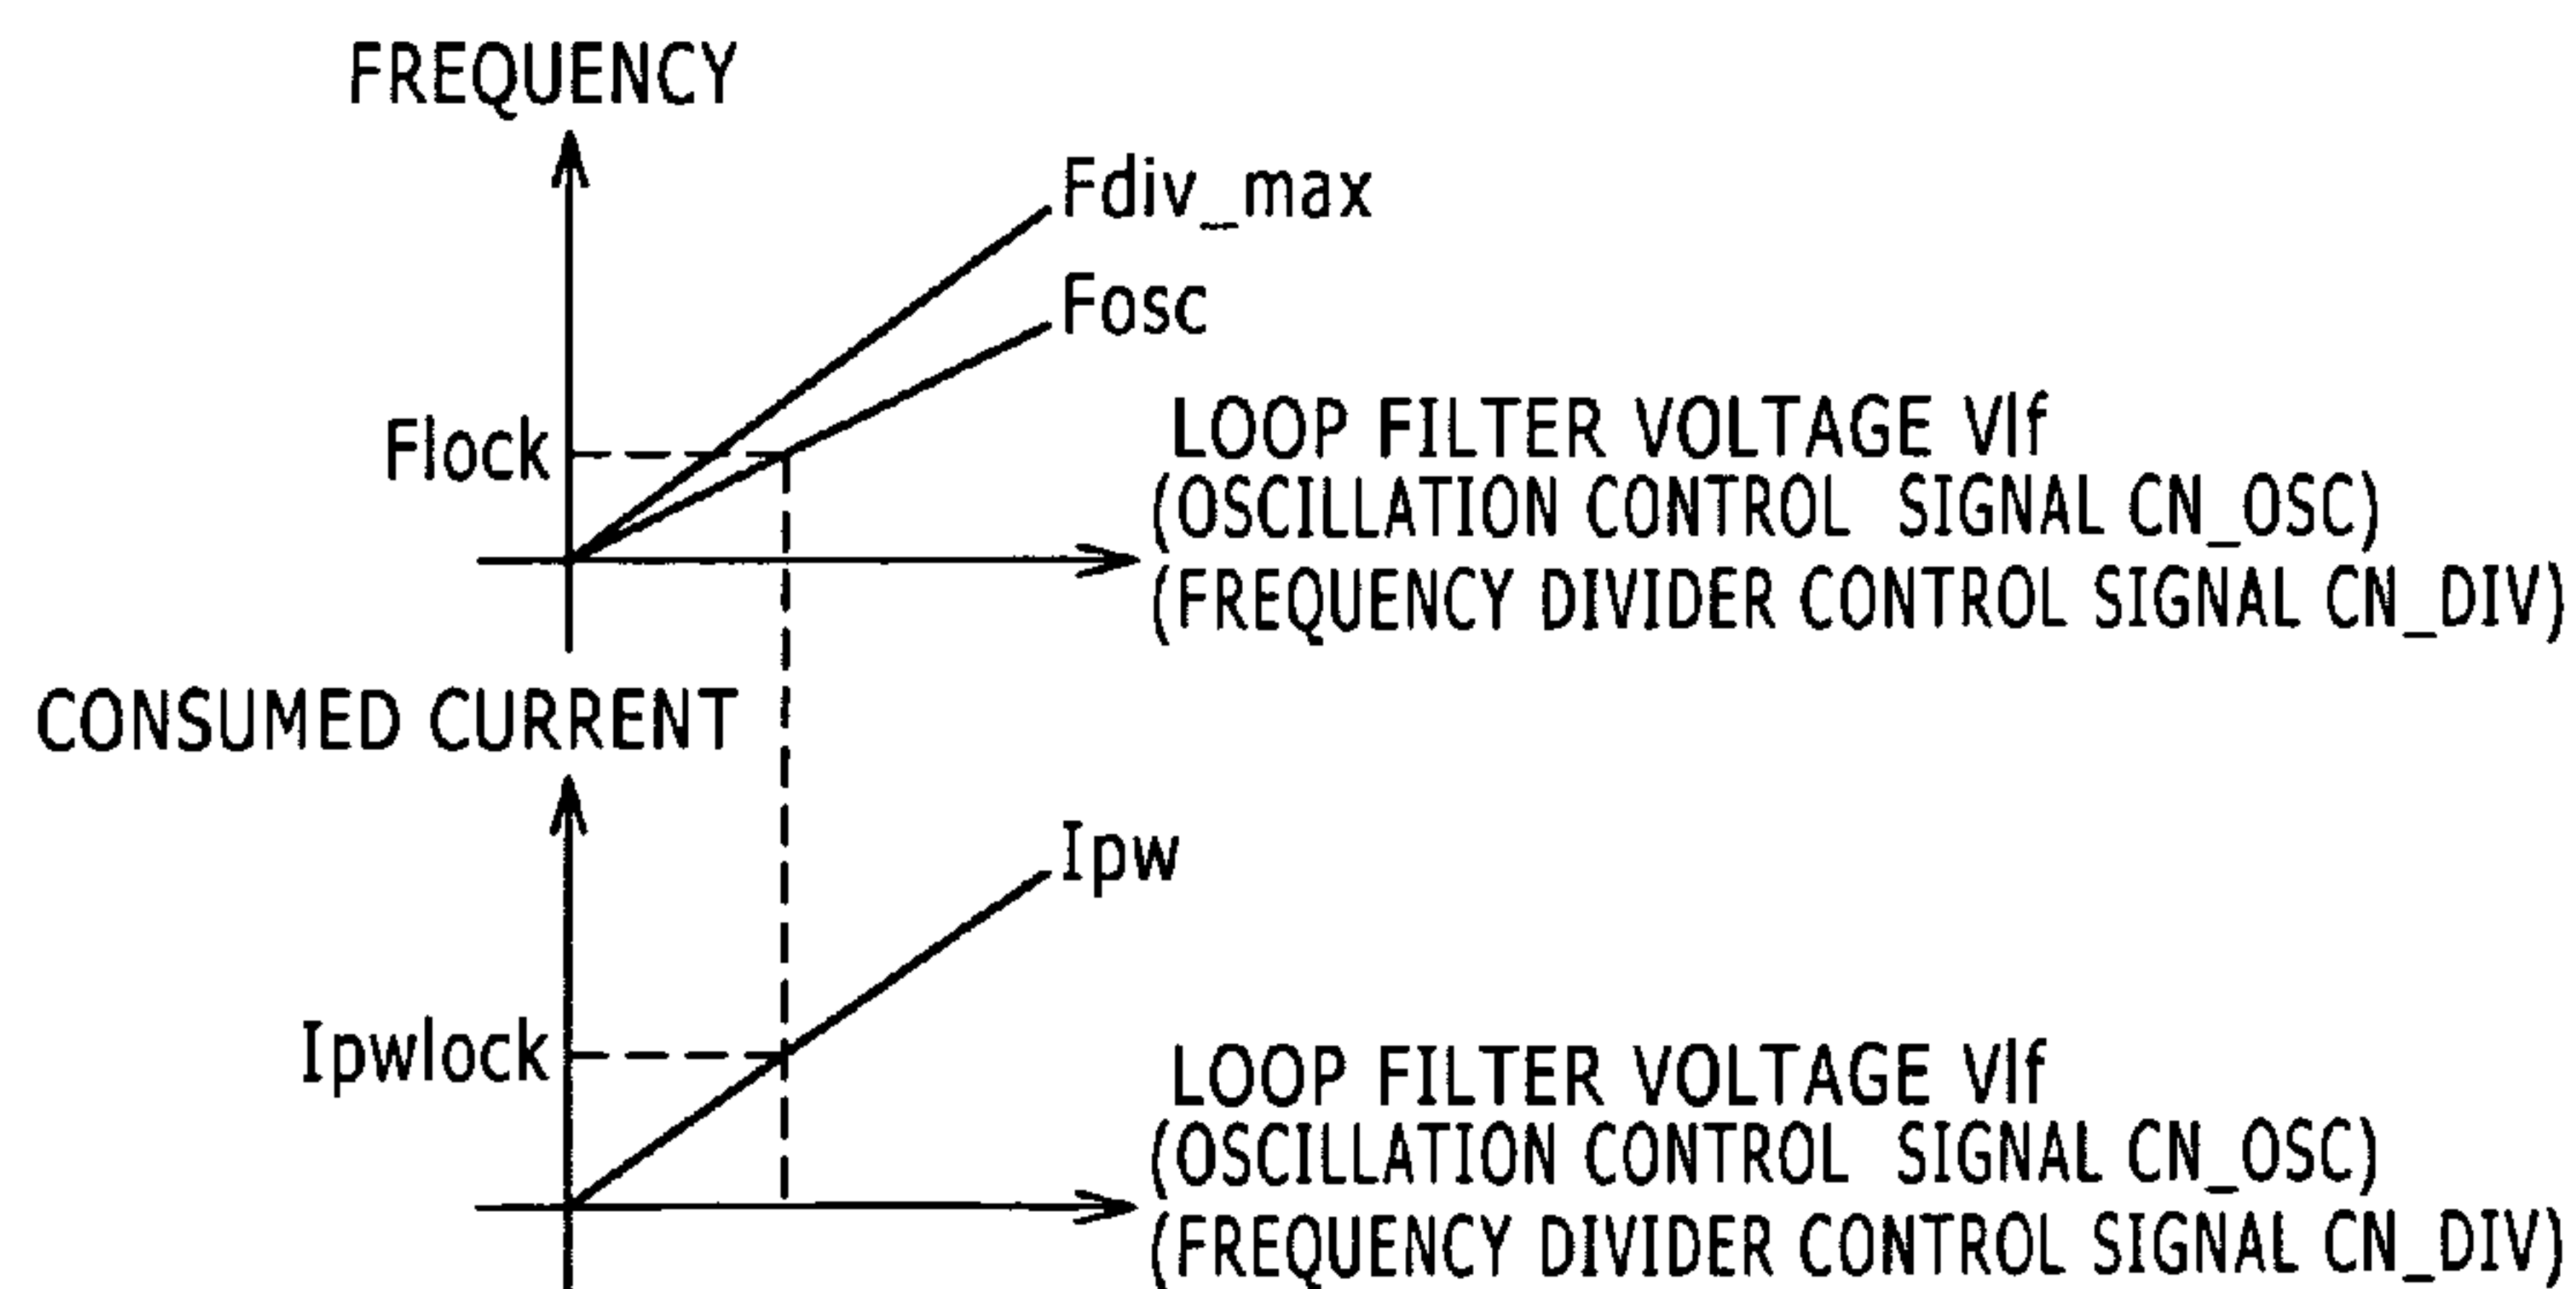 FREQUENCY
Fdiv_max
Fosc
Flock
LOOP FILTER VOLTAGE Vlf
(OSCILLATION CONTROL SIGNAL CN_OSC)
(FREQUENCY DIVIDER CONTROL SIGNAL CN_DIV)
CONSUMED CURRENT
Ipw
Ipwlock
LOOP FILTER VOLTAGE Vlf
(OSCILLATION CONTROL SIGNAL CN_OSC)
(FREQUENCY DIVIDER CONTROL SIGNAL CN_DIV)